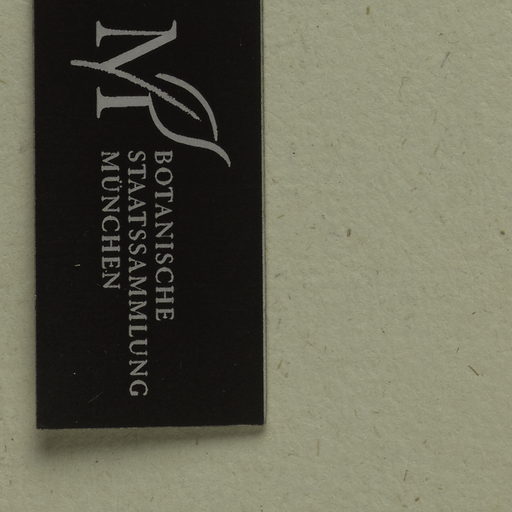 M
BOTANISCHE
STAATSSAMMLUNG
MÜNCHEN